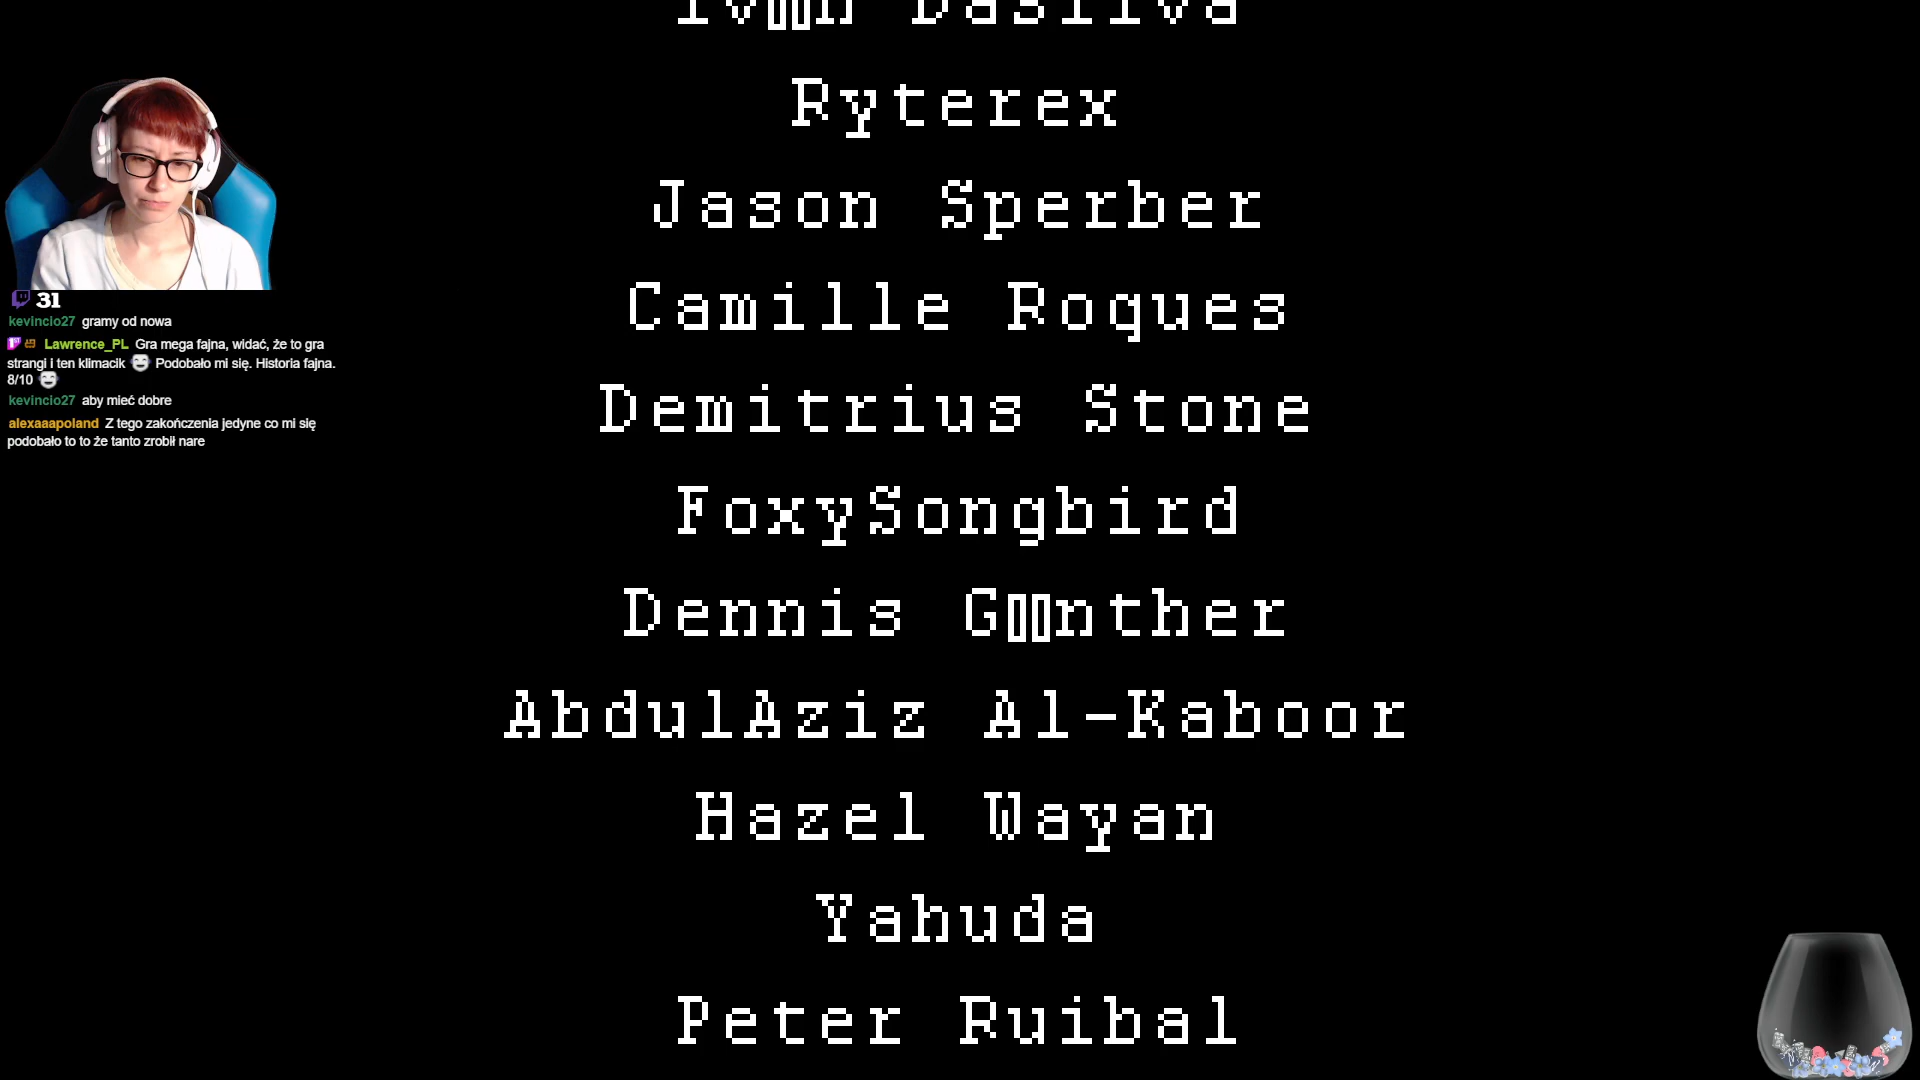 Ryterex
Jason Sperber
Camille Roques
Demitrius Stone
FoxySongbird
Dennis G▯▯nther
AbdulAziz Al-Kaboor
Hazel Wayan
Yahuda
Peter Ruibal
31
kevincio27 gramy od nowa
Lawrence_PL Gra mega fajna, widać, że to gra
strangi i ten klimacik Podobało mi się. Historia fajna.
8/10
kevincio27 aby mieć dobre
alexaaapoland Z tego zakończenia jedyne co mi się
podobało to to że tanto zrobił nare